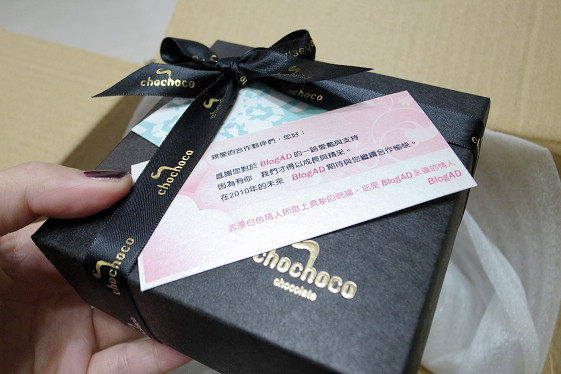 chochoco
chochoco
親愛的合作夥伴們，您好：
感謝您對於 BlogAD 的一路愛戴與支持
因為有你 我們才得以成長與精采。
在2010年的未來 BlogAD 期待與您繼續合作愉快。
浪漫白色情人節獻上真摯的祝福，您是 BlogAD 永遠的情人
BlogAD
chochoco
chochoco
chocolate
chochoco